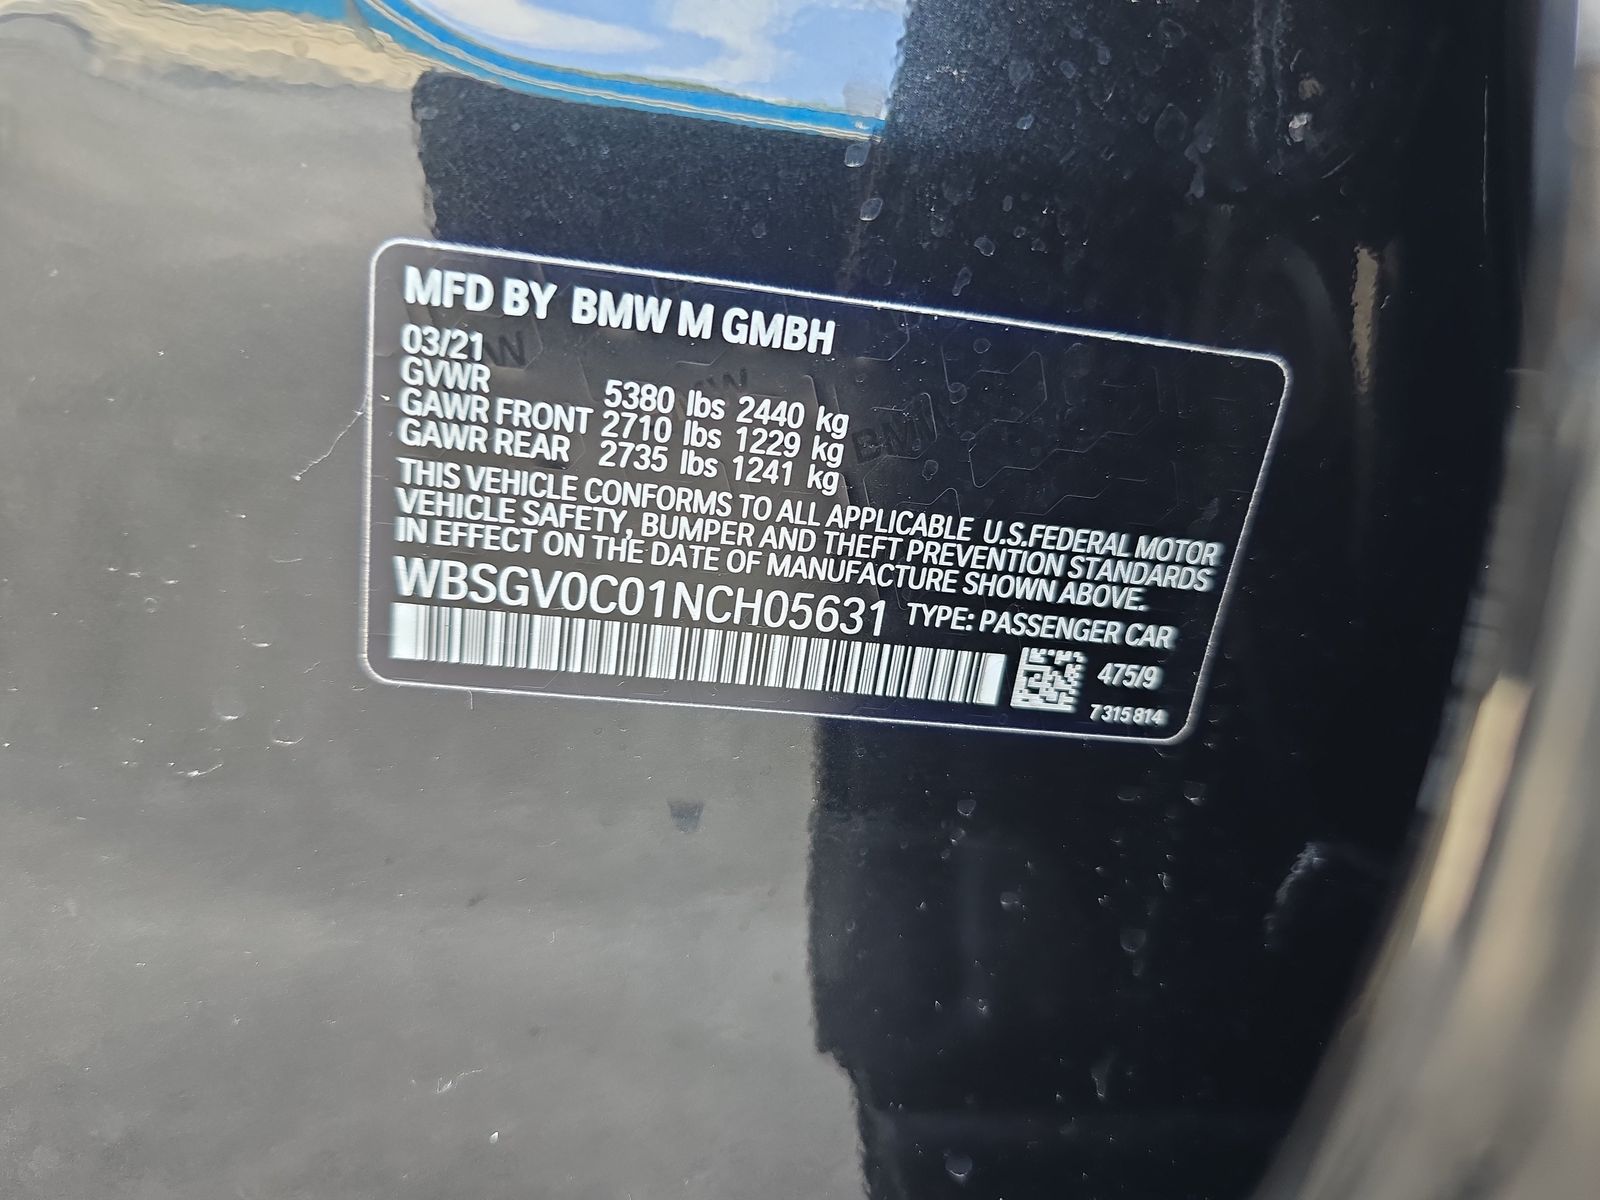 MFD BY BMW M GMBH
03/21
GVWR 5380 lbs 2440 kg
GAWR FRONT 2710 lbs 1229 kg
GAWR REAR 2735 lbs 1241 kg
THIS VEHICLE CONFORMS TO ALL APPLICABLE U.S.FEDERAL MOTOR
VEHICLE SAFETY, BUMPER AND THEFT PREVENTION STANDARDS
IN EFFECT ON THE DATE OF MANUFACTURE SHOWN ABOVE.
WBSGV0C01NCH05631 TYPE: PASSENGER CAR
475/9
7315814